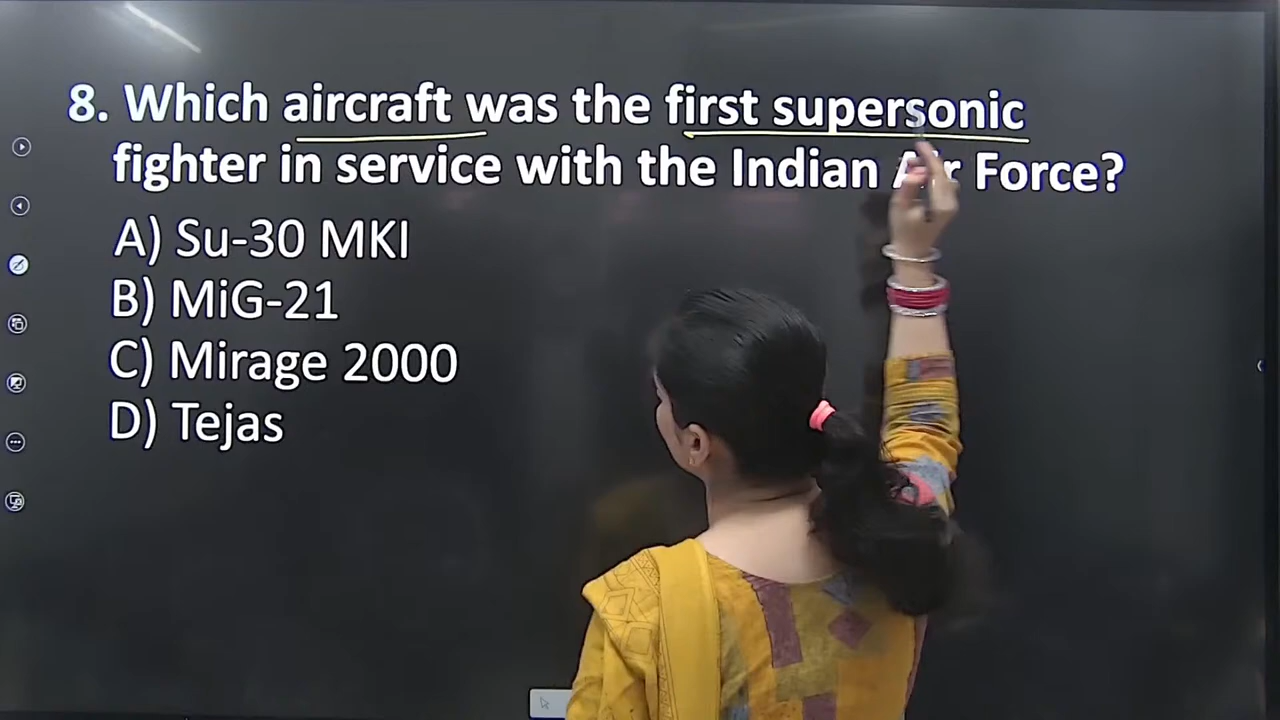 8. Which aircraft was the first supersonic
fighter in service with the Indian Air Force?
A) Su-30 MKI
B) MiG-21
C) Mirage 2000
D) Tejas